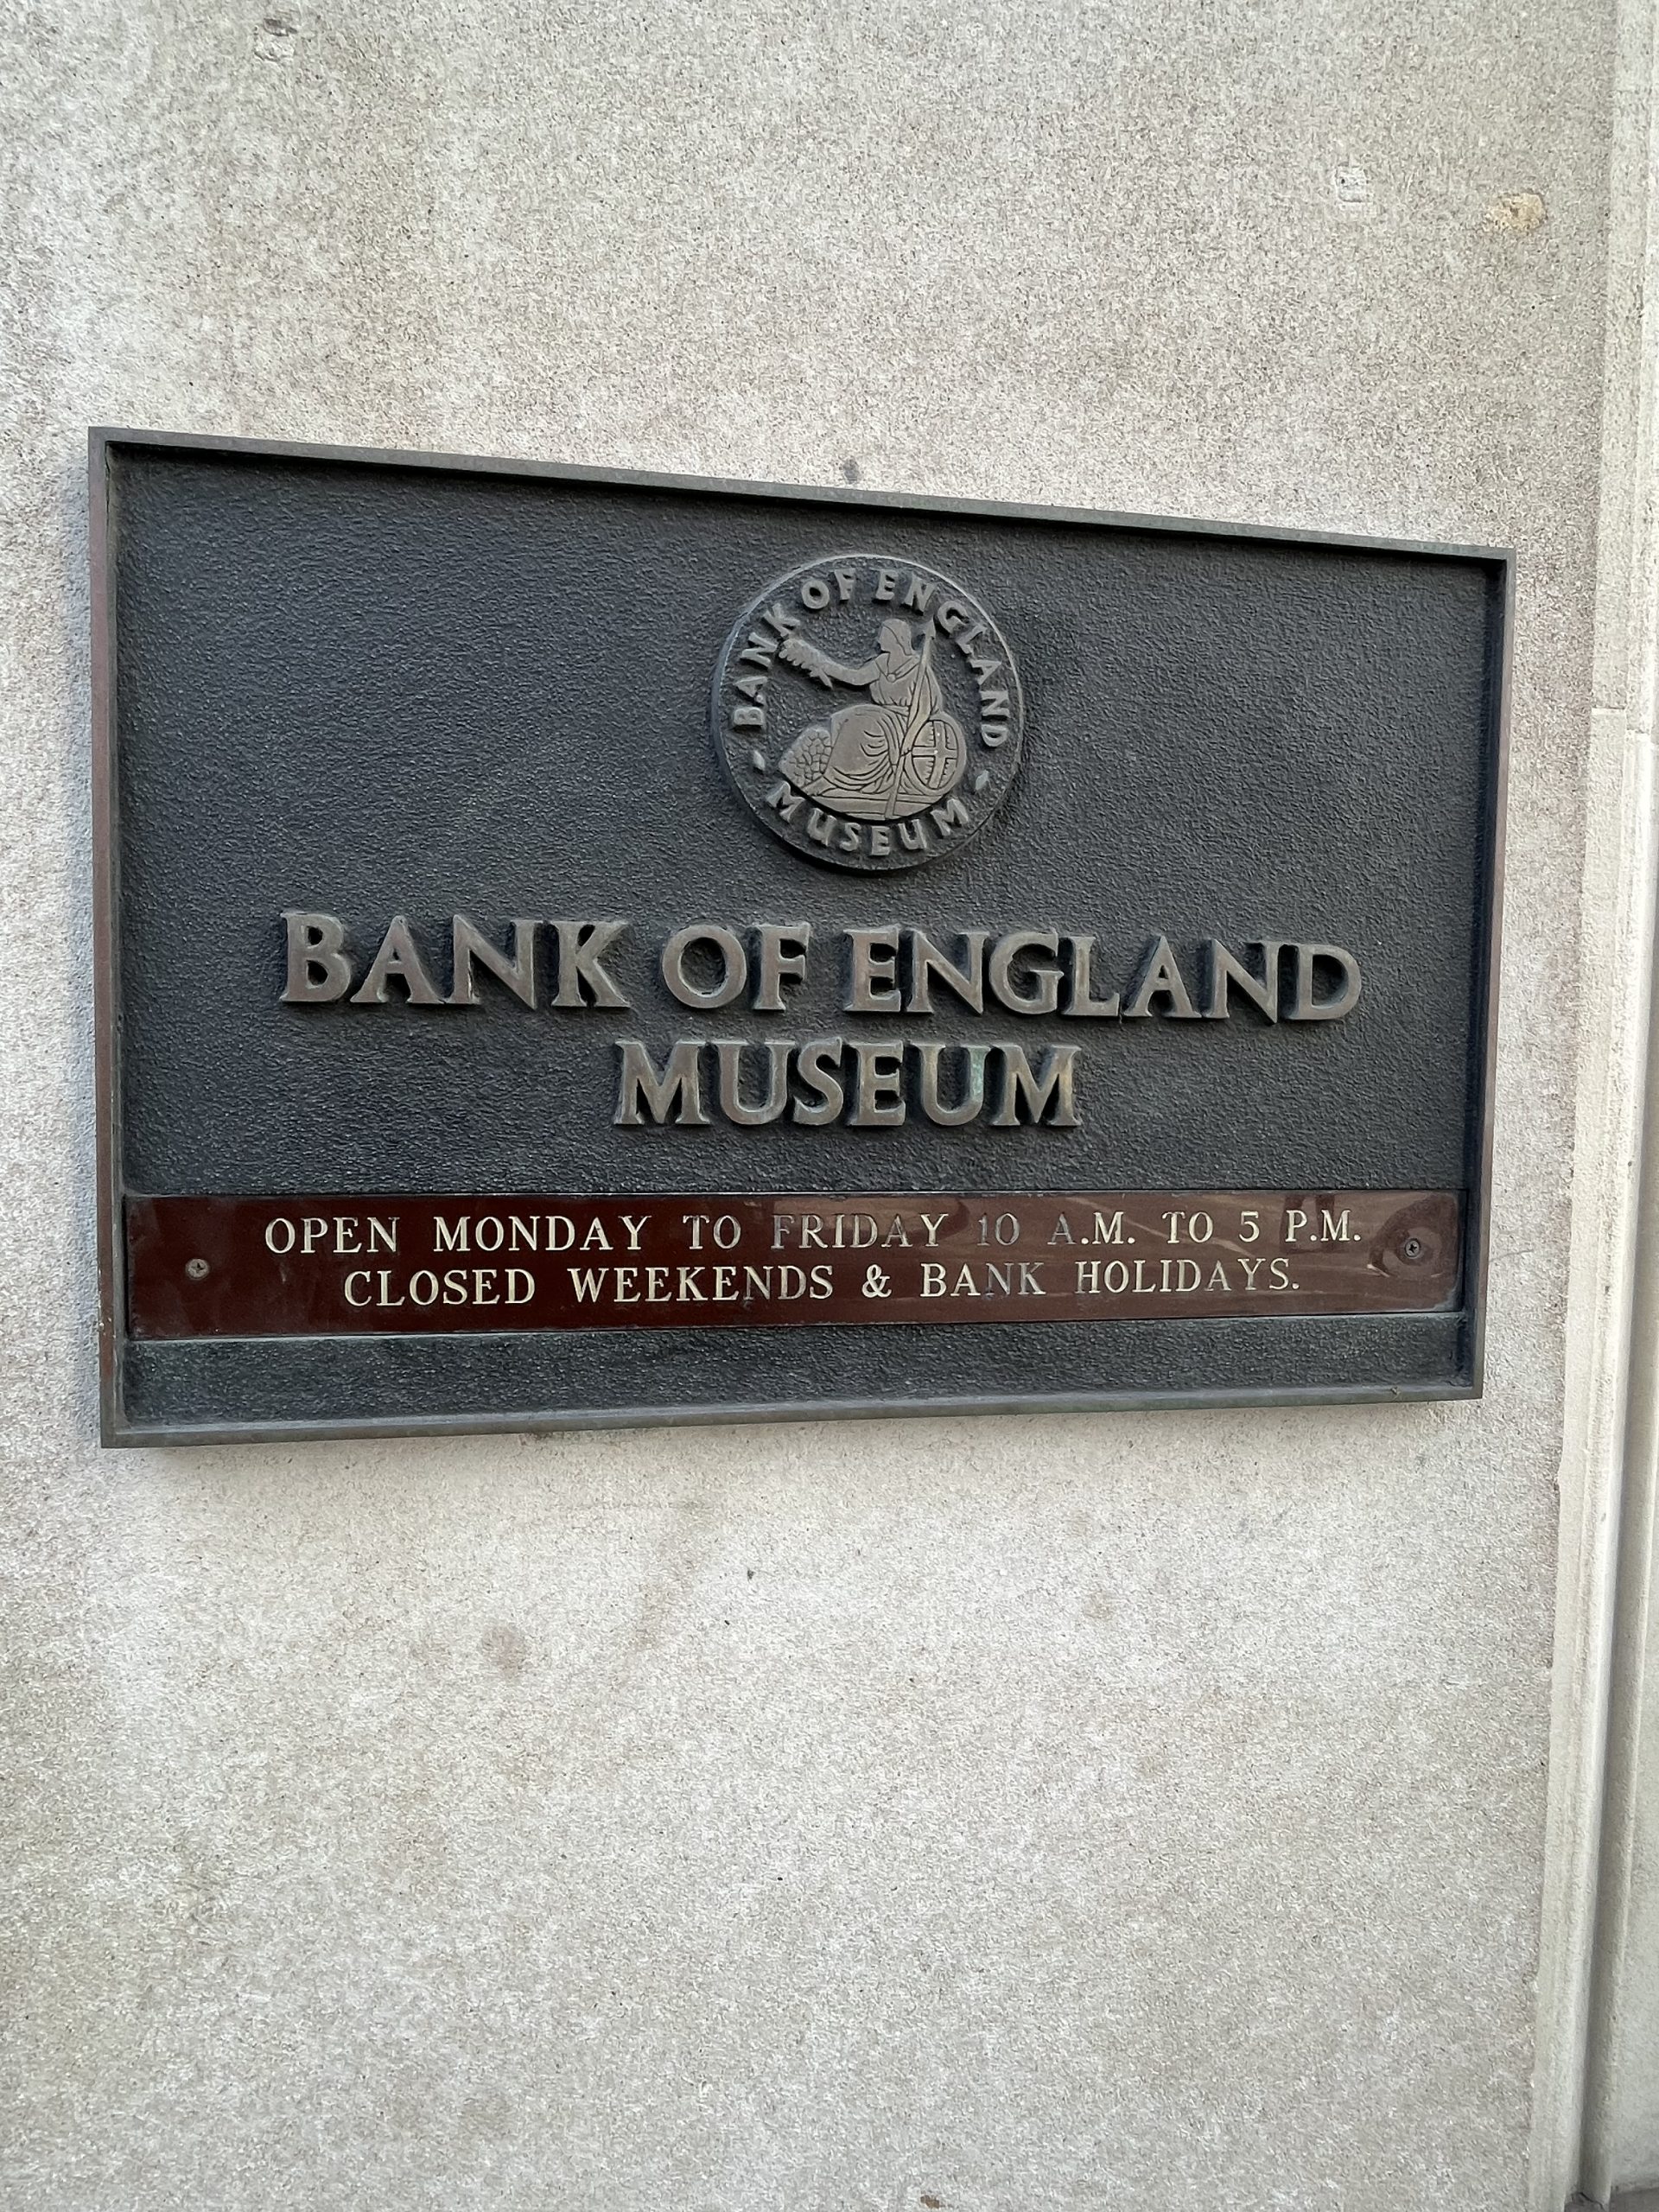 BANK OF ENGLAND
MUSEUM
BANK OF ENGLAND
MUSEUM
OPEN MONDAY TO FRIDAY 10 A.M. TO 5 P.M.
CLOSED WEEKENDS & BANK HOLIDAYS.